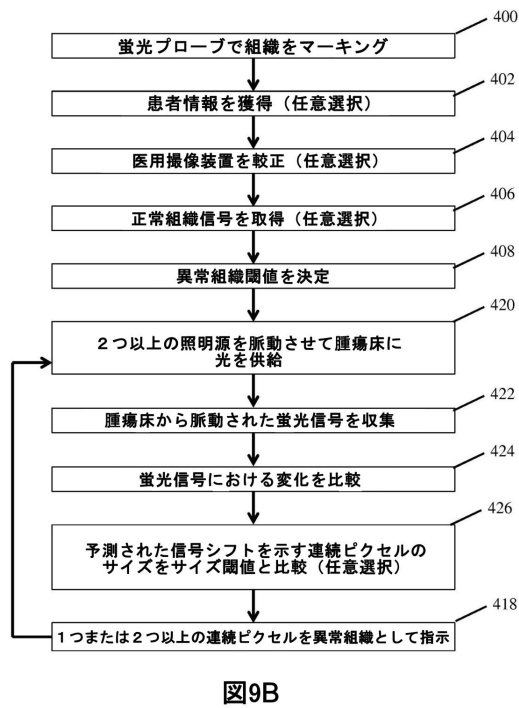 400
蛍光プローブで組織をマーキング
402
患者情報を獲得（任意選択）
404
医用撮像装置を較正（任意選択）
406
正常組織信号を取得（任意選択）
408
異常組織閾値を決定
420
２つ以上の照明源を脈動させて腫瘍床に
光を供給
422
腫瘍床から脈動された蛍光信号を収集
424
蛍光信号における変化を比較
426
予測された信号シフトを示す連続ピクセルの
サイズをサイズ閾値と比較（任意選択）
418
１つまたは２つ以上の連続ピクセルを異常組織として指示
図9B